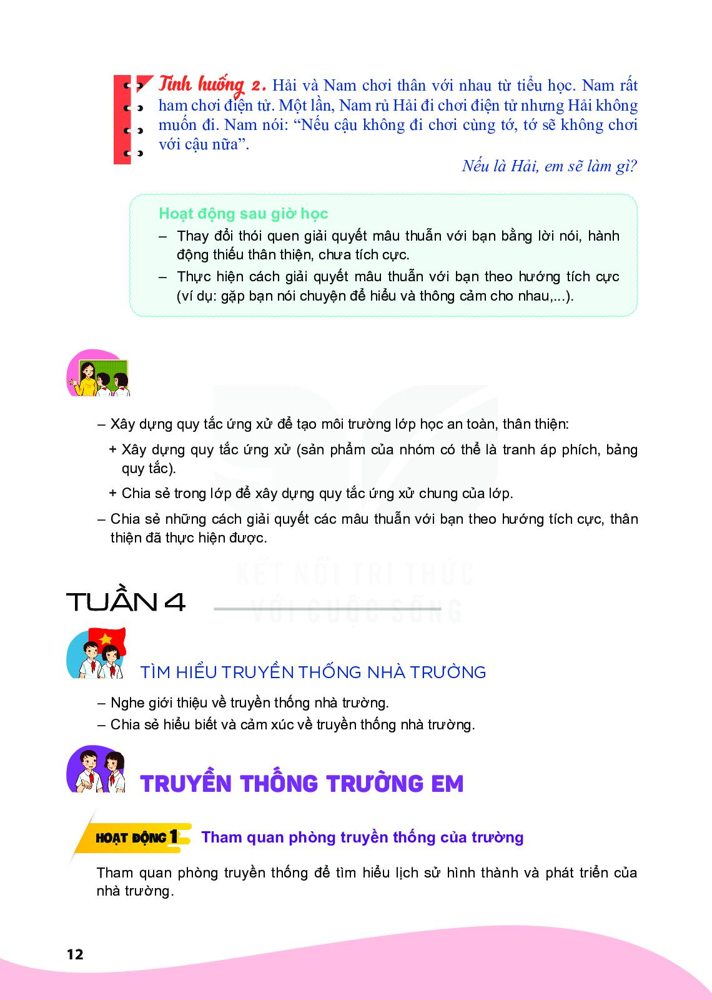 Tình huống 2. Hải và Nam chơi thân với nhau từ tiểu học. Nam rất
ham chơi điện tử. Một lần, Nam rủ Hải đi chơi điện tử nhưng Hải không
muốn đi. Nam nói: “Nếu cậu không đi chơi cùng tớ, tớ sẽ không chơi
với cậu nữa”.
Nếu là Hải, em sẽ làm gì?
Hoạt động sau giờ học
– Thay đổi thói quen giải quyết mâu thuẫn với bạn bằng lời nói, hành
động thiếu thân thiện, chưa tích cực.
– Thực hiện cách giải quyết mâu thuẫn với bạn theo hướng tích cực
(ví dụ: gặp bạn nói chuyện để hiểu và thông cảm cho nhau,...).
– Xây dựng quy tắc ứng xử để tạo môi trường lớp học an toàn, thân thiện:
+ Xây dựng quy tắc ứng xử (sản phẩm của nhóm có thể là tranh áp phích, bảng
quy tắc).
+ Chia sẻ trong lớp để xây dựng quy tắc ứng xử chung của lớp.
– Chia sẻ những cách giải quyết các mâu thuẫn với bạn theo hướng tích cực, thân
thiện đã thực hiện được.
KẾT NỐI TRI THỨC
VỚI CUỘC SỐNG
TUẦN 4
TÌM HIỂU TRUYỀN THỐNG NHÀ TRƯỜNG
– Nghe giới thiệu về truyền thống nhà trường.
– Chia sẻ hiểu biết và cảm xúc về truyền thống nhà trường.
TRUYỀN THỐNG TRƯỜNG EM
HOẠT ĐỘNG 1 Tham quan phòng truyền thống của trường
Tham quan phòng truyền thống để tìm hiểu lịch sử hình thành và phát triển của
nhà trường.
12